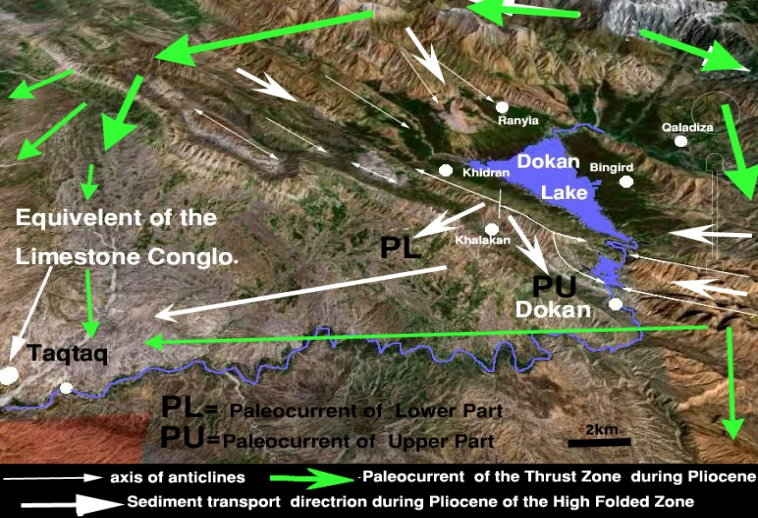 Ranyia
Qaladiza
Dokan
Lake
Khidran
Bingird
Equivelent of the
Limestone Conglo.
PL
Khalakan
PU
Dokan
Taqtaq
PL= Paleocurrent of Lower Part
PU=Paleocurrent of Upper Part
2km
axis of anticlines
-Paleocurrent of the Thrust Zone during Pliocene
Sediment transport directrion during Pliocene of the High Folded Zone